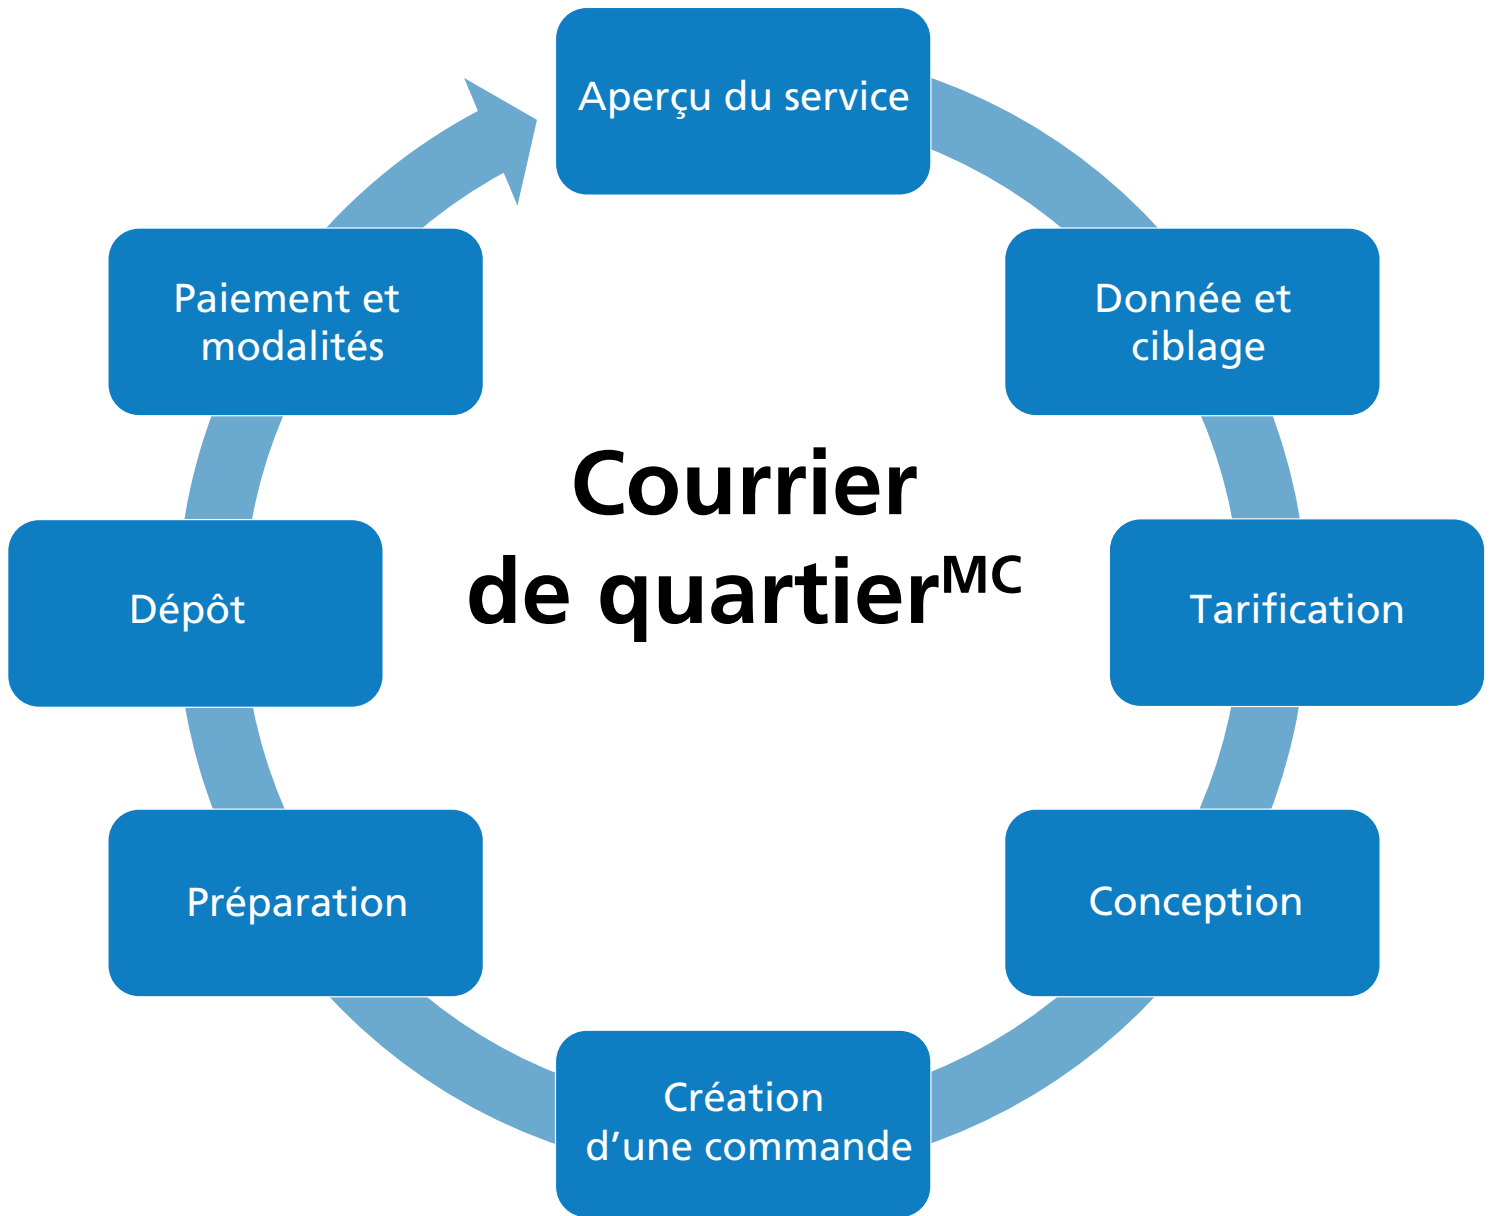 Aperçu du service
Donnée et
ciblage
Tarification
Conception
Création
d’une commande
Préparation
Dépôt
Paiement et
modalités
Courrier
de quartierMC